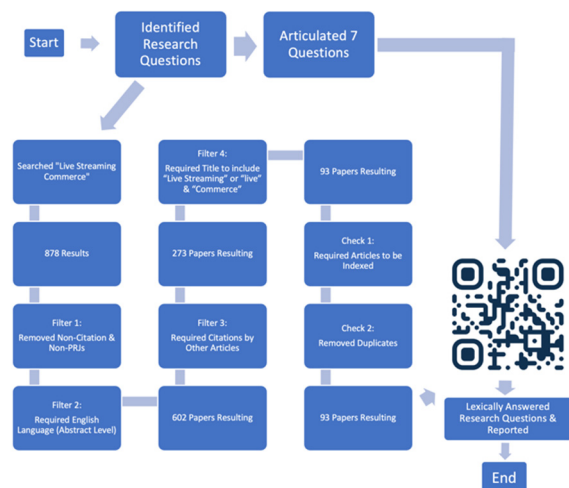 Start
Identified
Research
Questions
Articulated 7
Questions
Searched "Live Streaming
Commerce"
878 Results
Filter 1:
Removed Non-Citation &
Non-PRJs
Filter 2:
Required English
Language (Abstract Level)
602 Papers Resulting
Filter 3:
Required Citations by
Other Articles
273 Papers Resulting
Filter 4:
Required Title to include
“Live Streaming” or “live”
& “Commerce”
93 Papers Resulting
Check 1:
Required Articles to be
Indexed
Check 2:
Removed Duplicates
93 Papers Resulting
Lexically Answered
Research Questions &
Reported
End